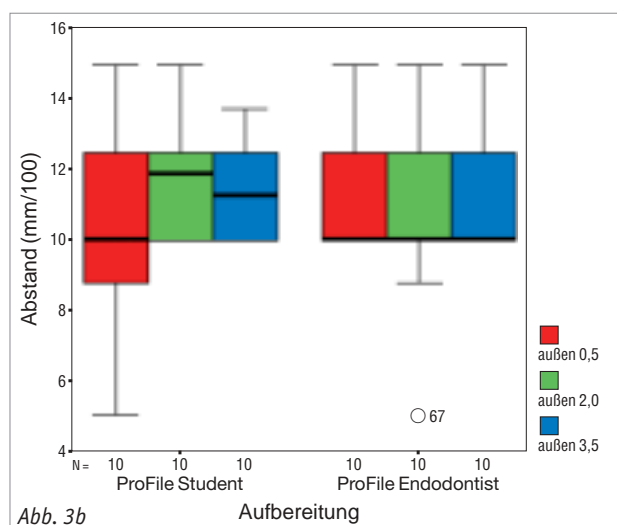 16
14
12
10
8
6
4
Abstand (mm/100)
67
außen 0,5
außen 2,0
außen 3,5
N = 10 10 10 10 10 10
ProFile Student ProFile Endodontist
Aufbereitung
Abb. 3b